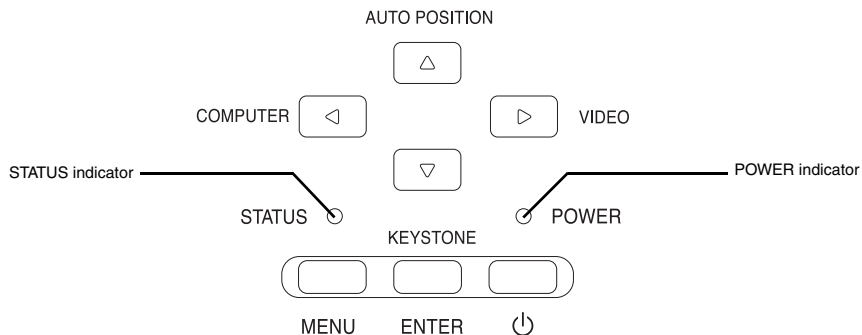 AUTO POSITION
COMPUTER
VIDEO
STATUS indicator
POWER indicator
STATUS
POWER
KEYSTONE
MENU
ENTER